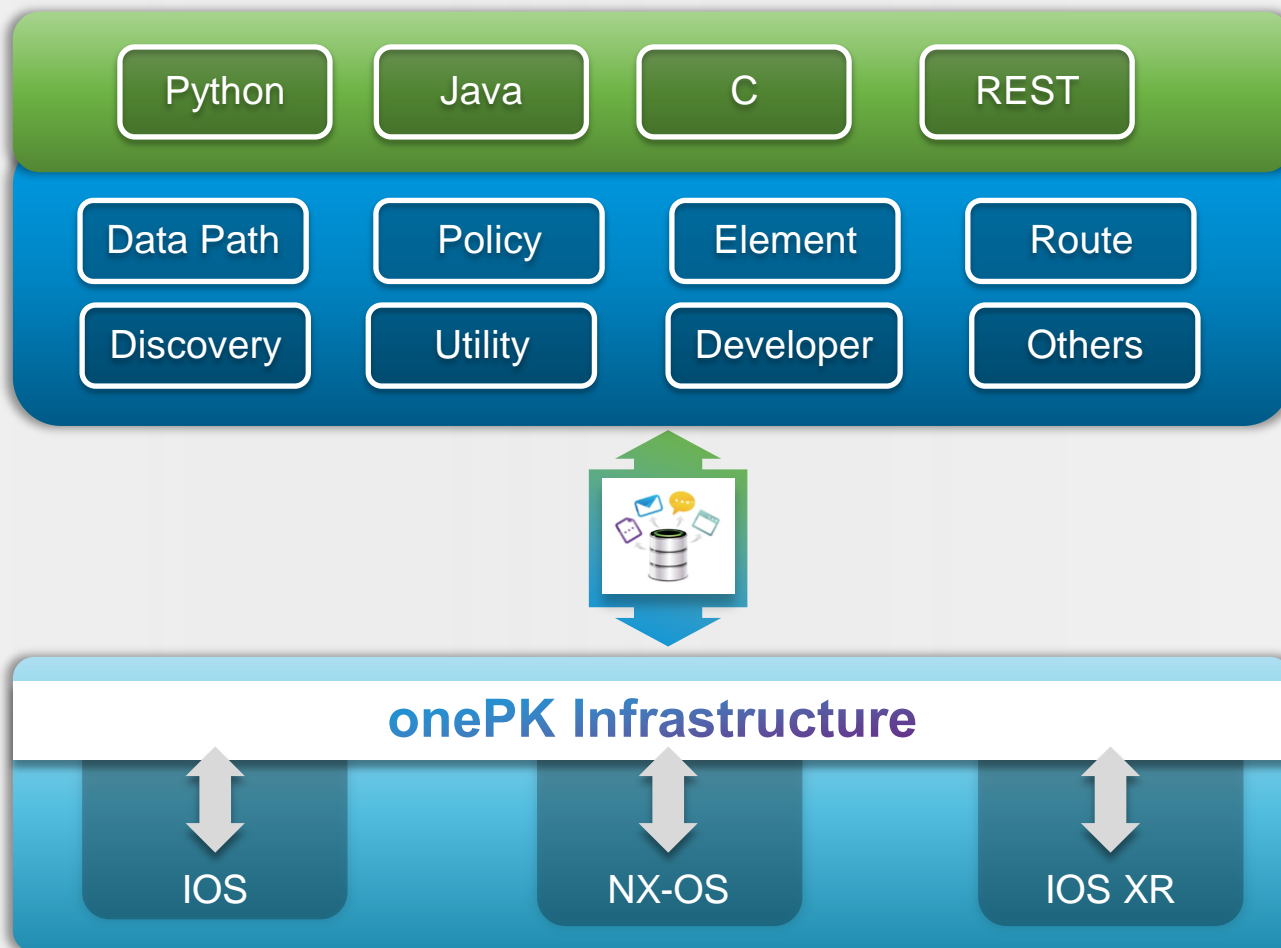 Python Java C REST
Data Path Policy Element Route
Discovery Utility Developer Others
onePK Infrastructure
IOS NX-OS IOS XR